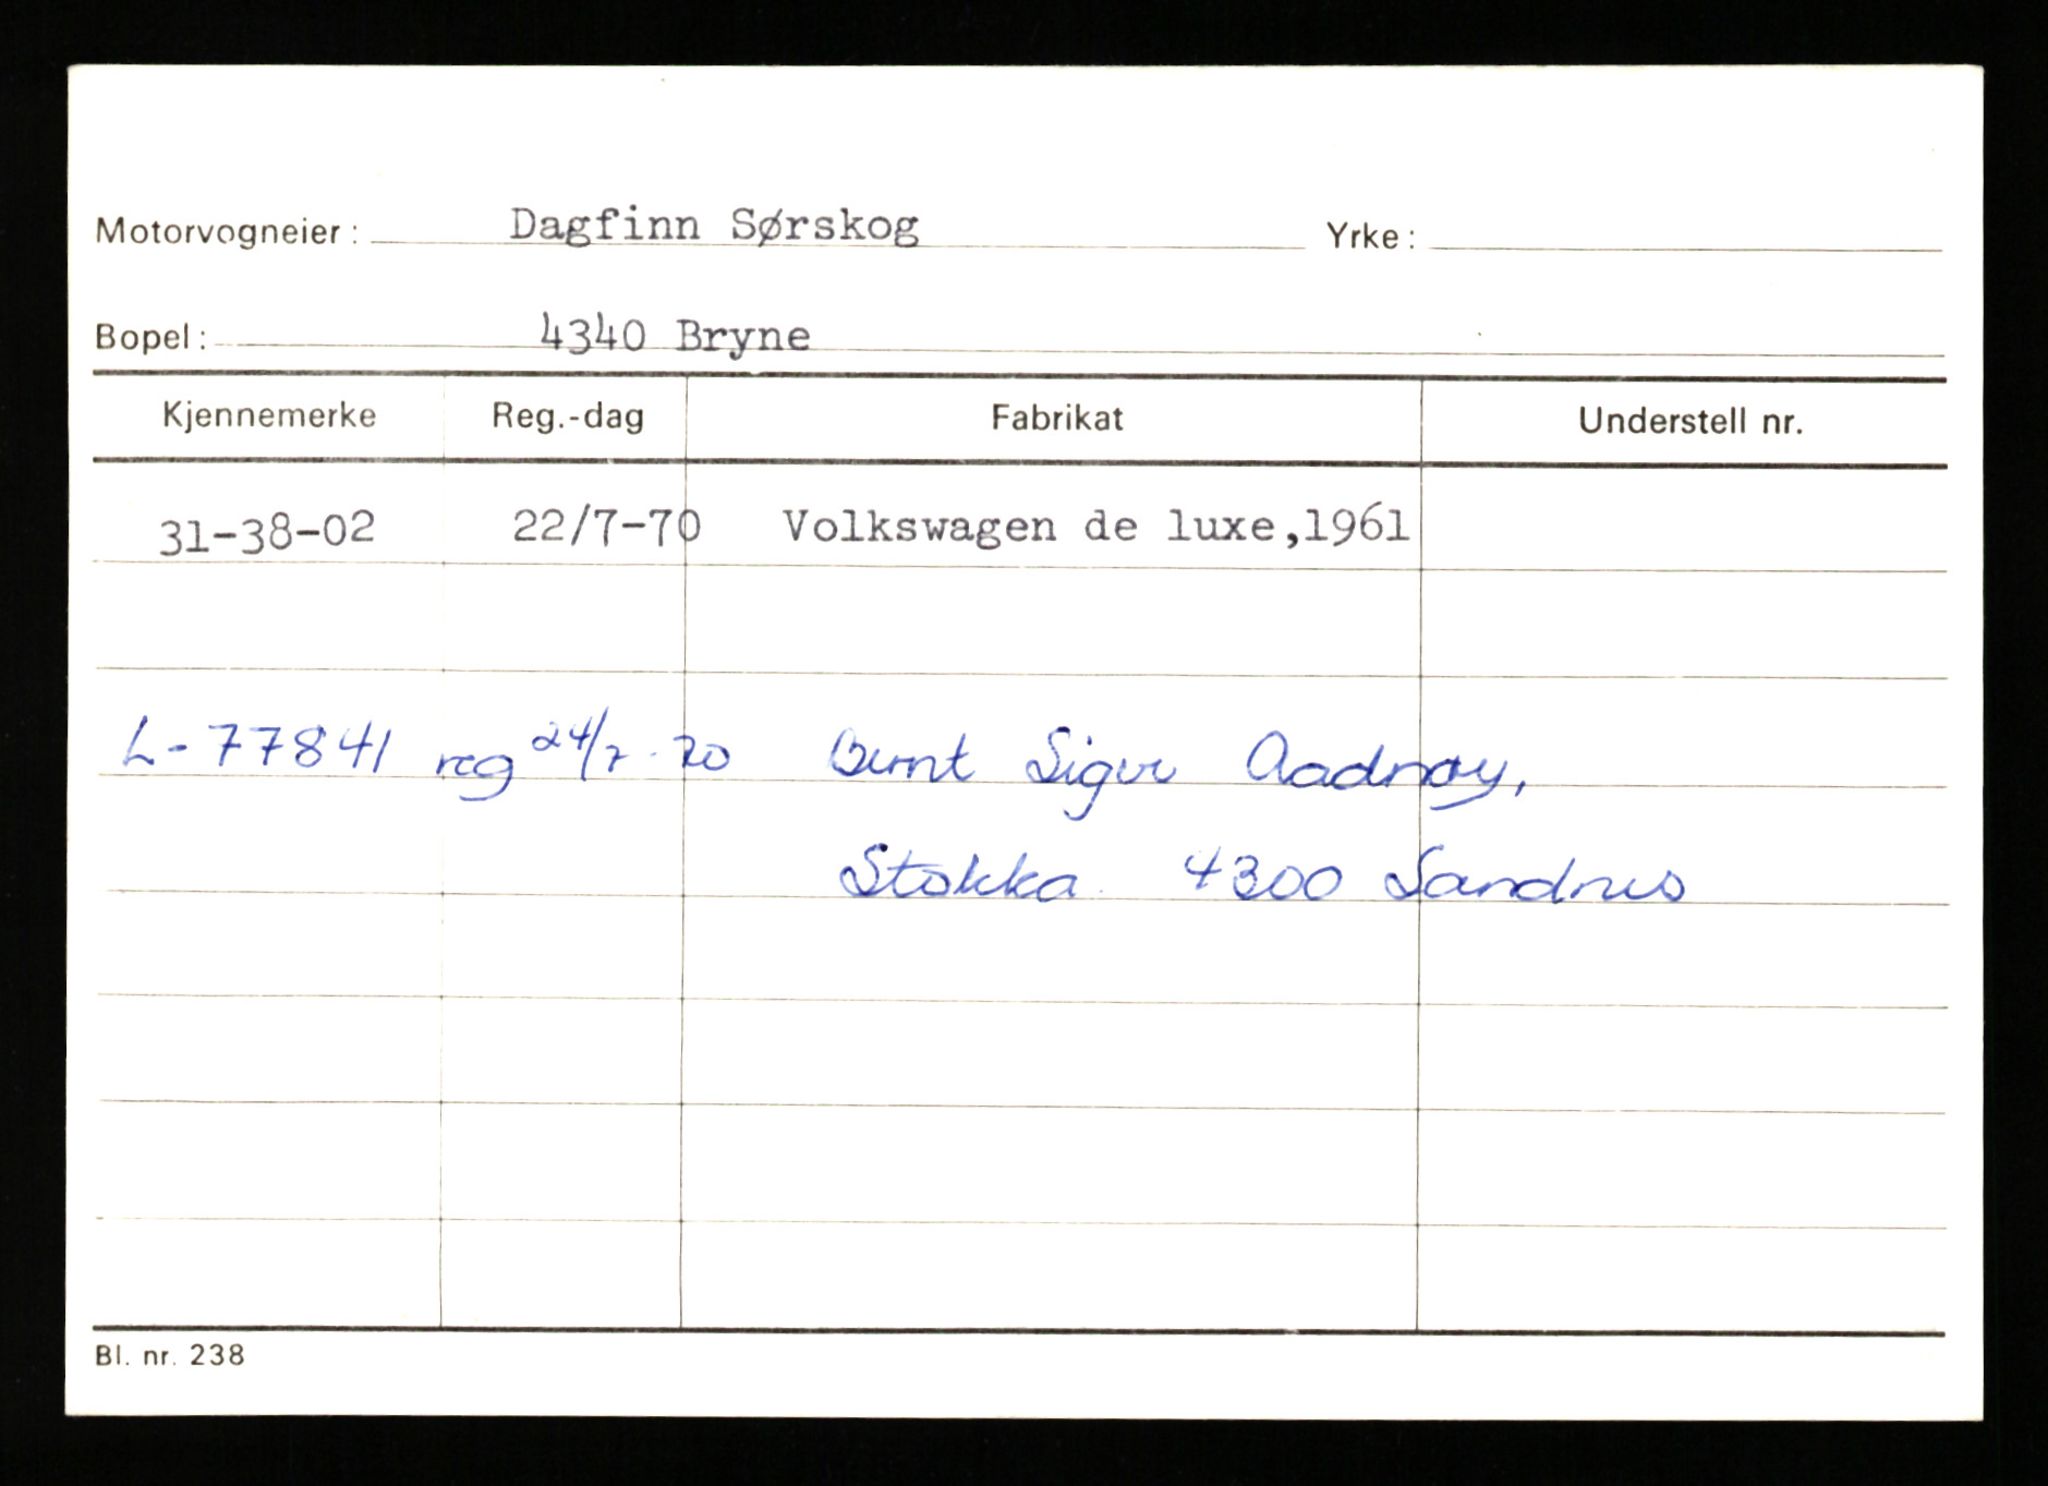 Motorvogneier: Dagfinn Sørskog Yrke:
Bopel: 4340 Bryne
Kjennemerke Reg.-dag Fabrikat Understell nr.
31-38-02 22/7-70 Volkswagen de luxe,1961
L-77841 reg 24/7-70 Bernt Sigve Aadnøy,
Stokka 4300 Sandnes
Bl. nr. 238